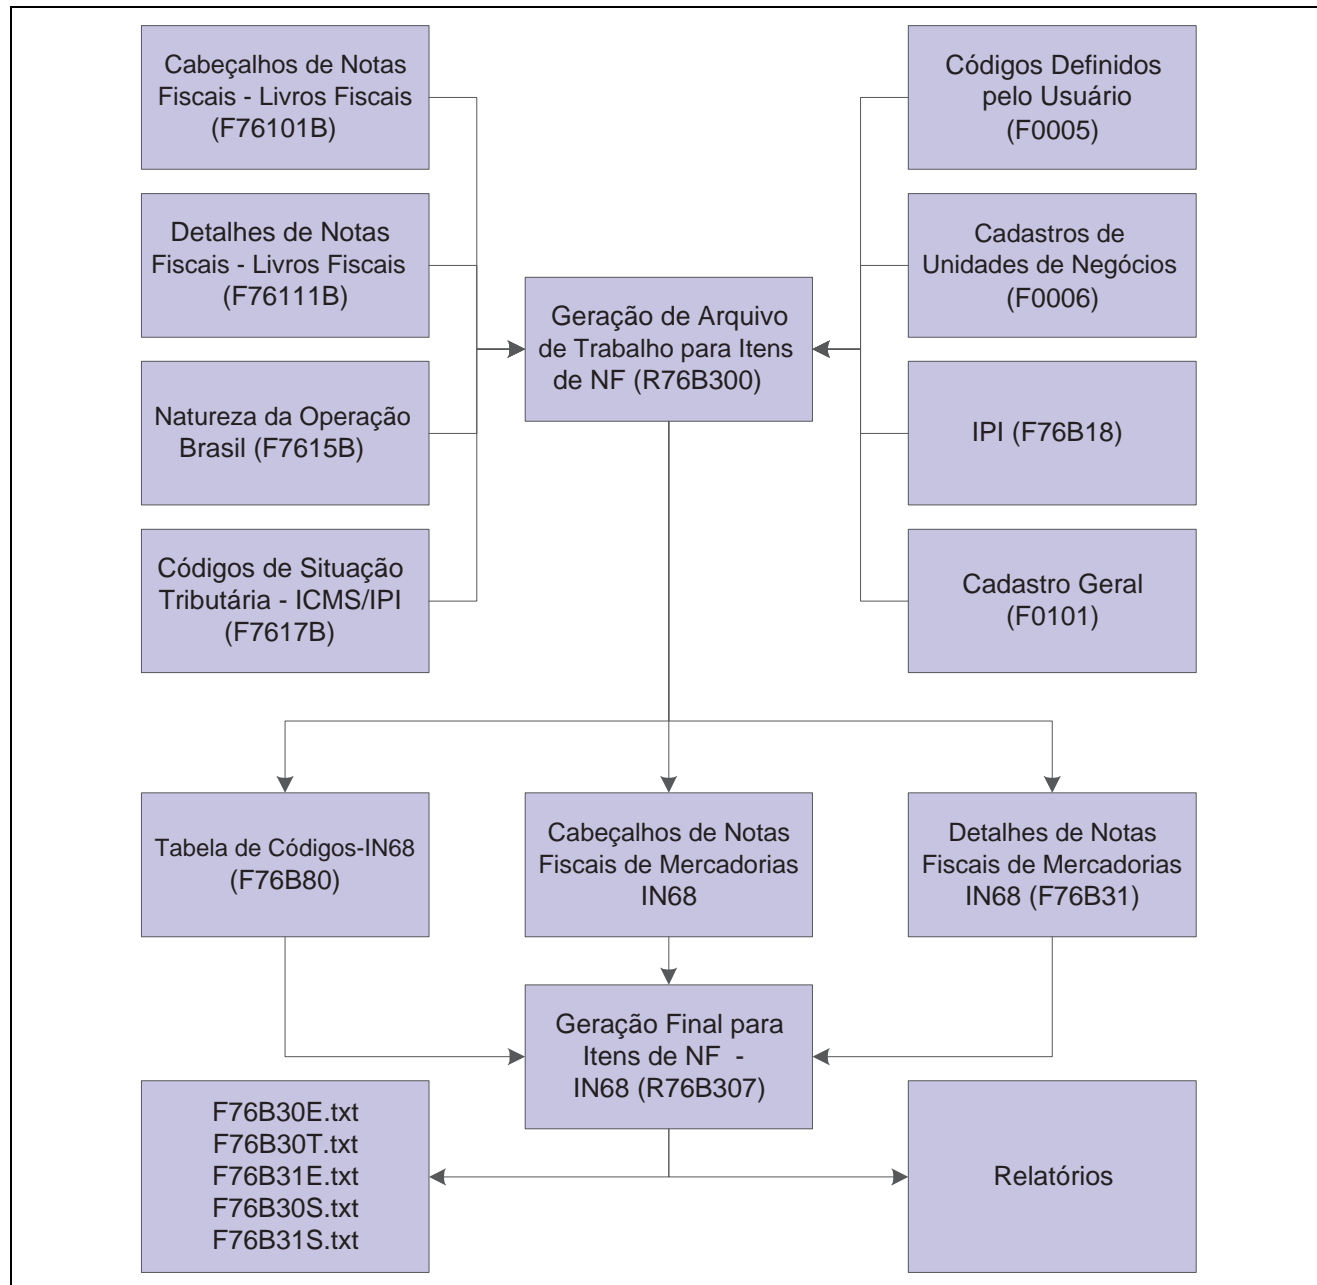 Cabeçalhos de Notas
Fiscais - Livros Fiscais
(F76101B)
Códigos Definidos
pelo Usuário
(F0005)
Detalhes de Notas
Fiscais - Livros Fiscais
(F76111B)
Cadastros de
Unidades de Negócios
(F0006)
Geração de Arquivo
de Trabalho para Itens
de NF (R76B300)
Natureza da Operação
Brasil (F7615B)
IPI (F76B18)
Códigos de Situação
Tributária - ICMS/IPI
(F7617B)
Cadastro Geral
(F0101)
Tabela de Códigos-IN68
(F76B80)
Cabeçalhos de Notas
Fiscais de Mercadorias
IN68
Detalhes de Notas
Fiscais de Mercadorias
IN68 (F76B31)
Geração Final para
Itens de NF -
IN68 (R76B307)
F76B30E.txt
F76B30T.txt
F76B31E.txt
F76B30S.txt
F76B31S.txt
Relatórios